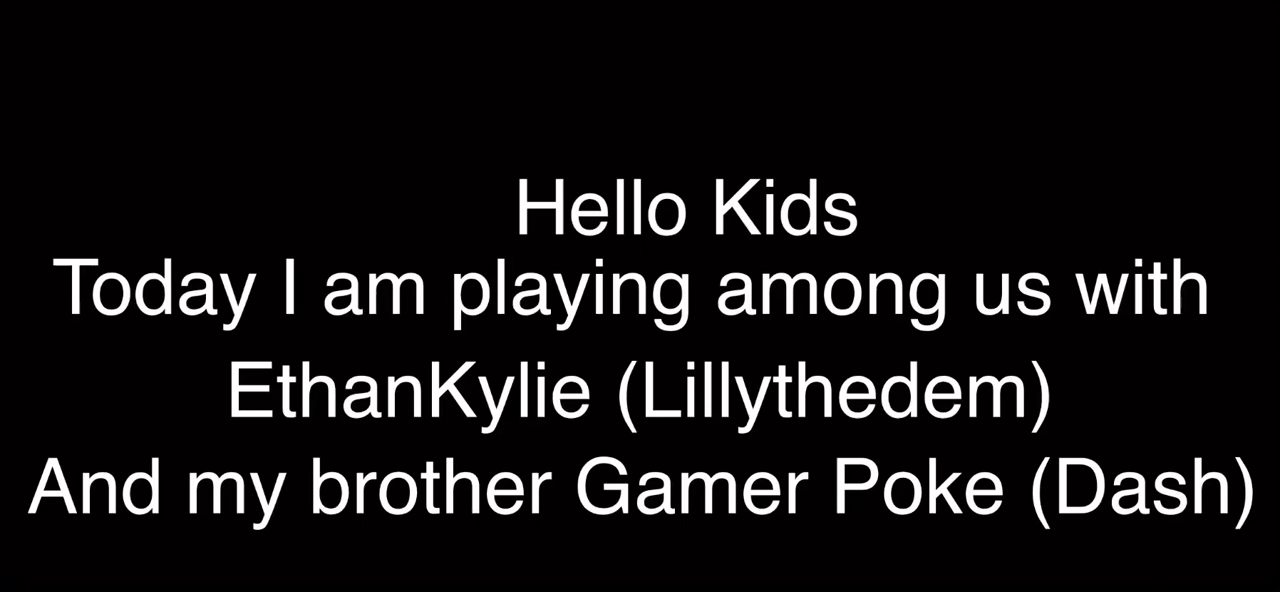 Hello Kids
Today I am playing among us with
EthanKylie (Lillythedem)
And my brother Gamer Poke (Dash)